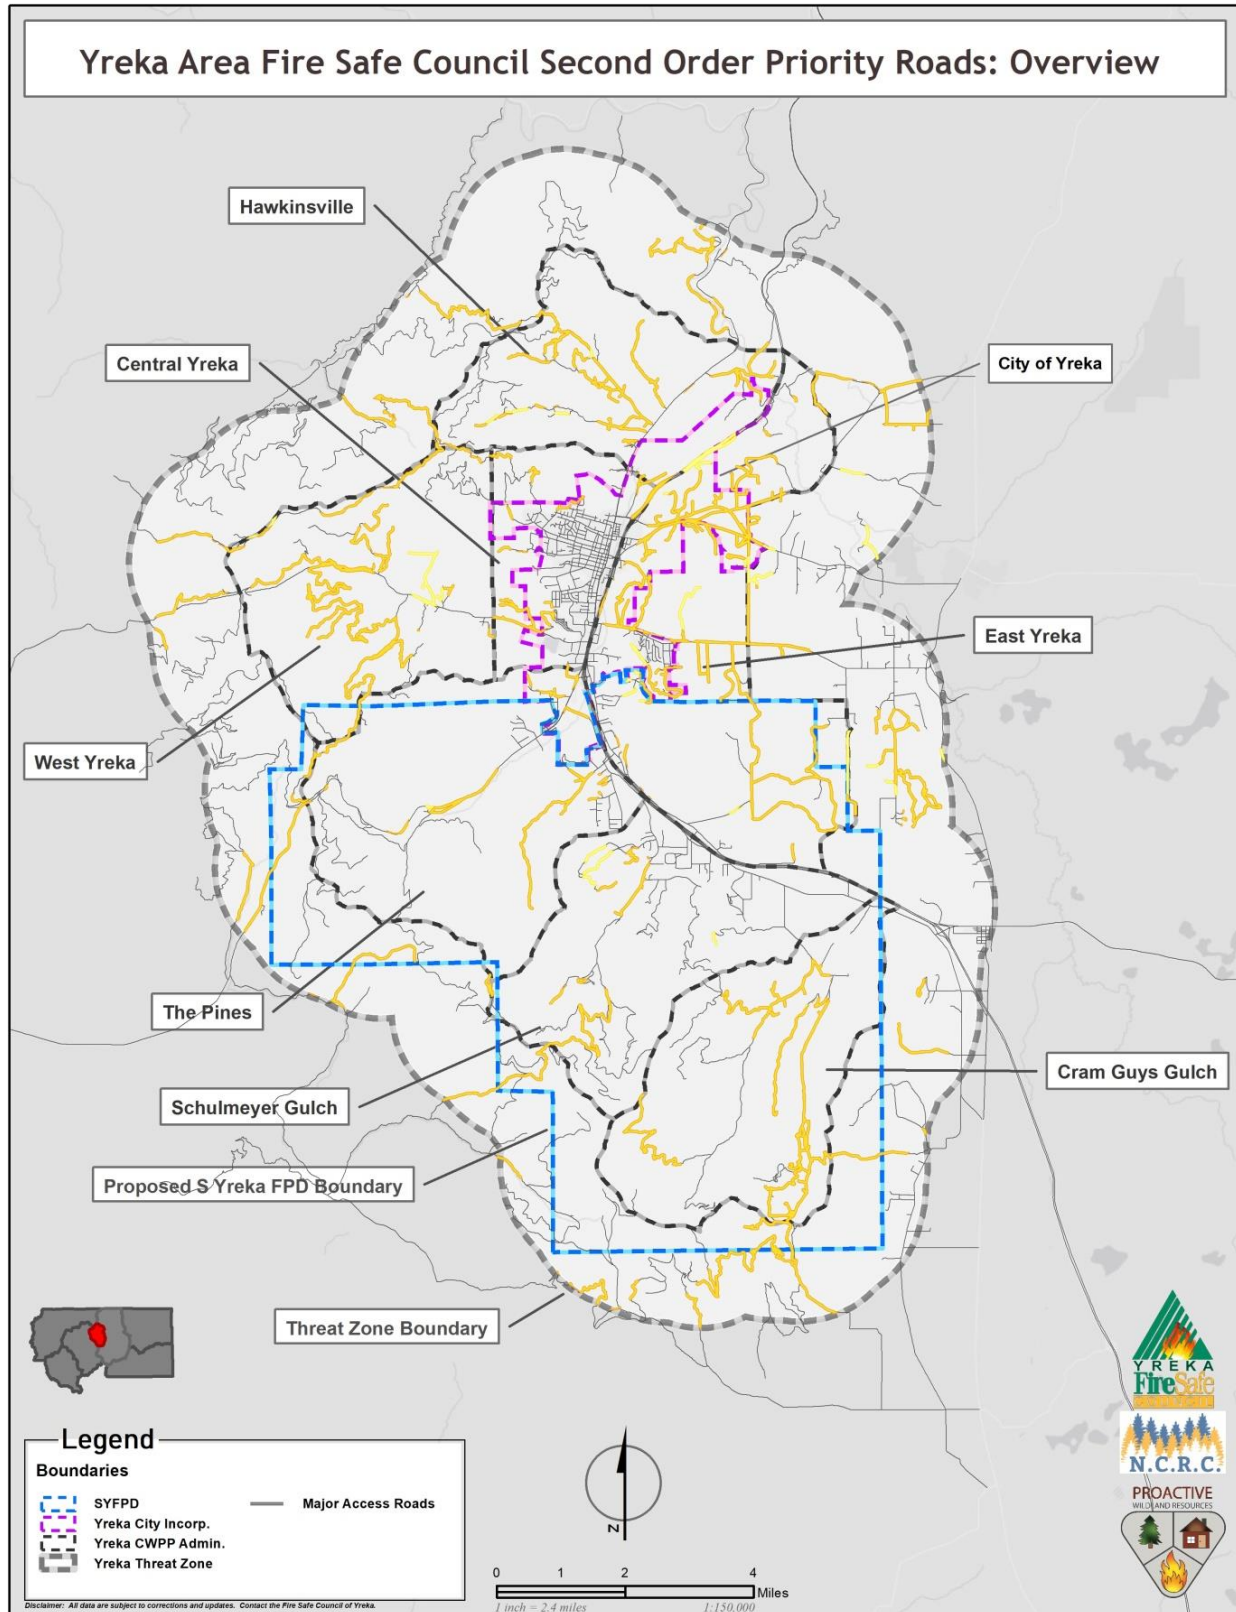 Yreka Area Fire Safe Council Second Order Priority Roads: Overview
Hawkinsville
Central Yreka
City of Yreka
East Yreka
West Yreka
The Pines
Cram Guys Gulch
Schulmeyer Gulch
Proposed S Yreka FPD Boundary
Threat Zone Boundary
YREKA
FireSafe
N.C.R.C.
PROACTIVE
WILDLAND RESOURCES
Legend
Boundaries
SYFPD
Major Access Roads
Yreka City Incorp.
Yreka CWPP Admin.
Yreka Threat Zone
N
0 1 2 4
Miles
1 inch = 2.4 miles 1:150,000
Disclaimer: All data are subject to corrections and updates. Contact the Fire Safe Council of Yreka.